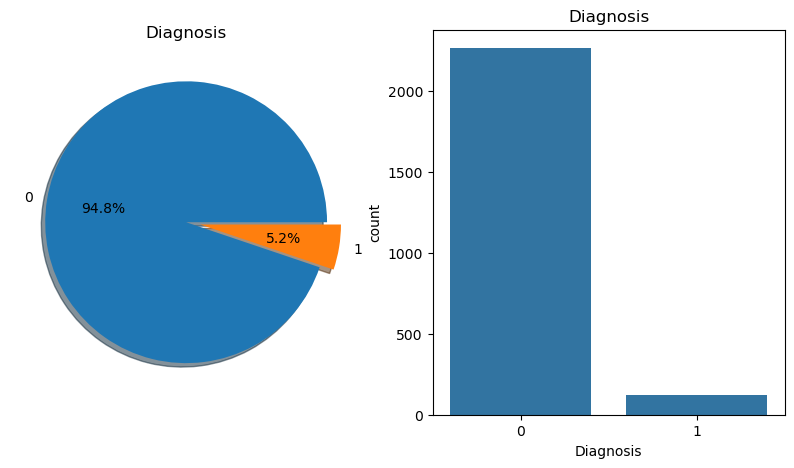 Diagnosis
0
94.8%
5.2%
1
Diagnosis
2000
1500
1000
500
0
count
0 1
Diagnosis